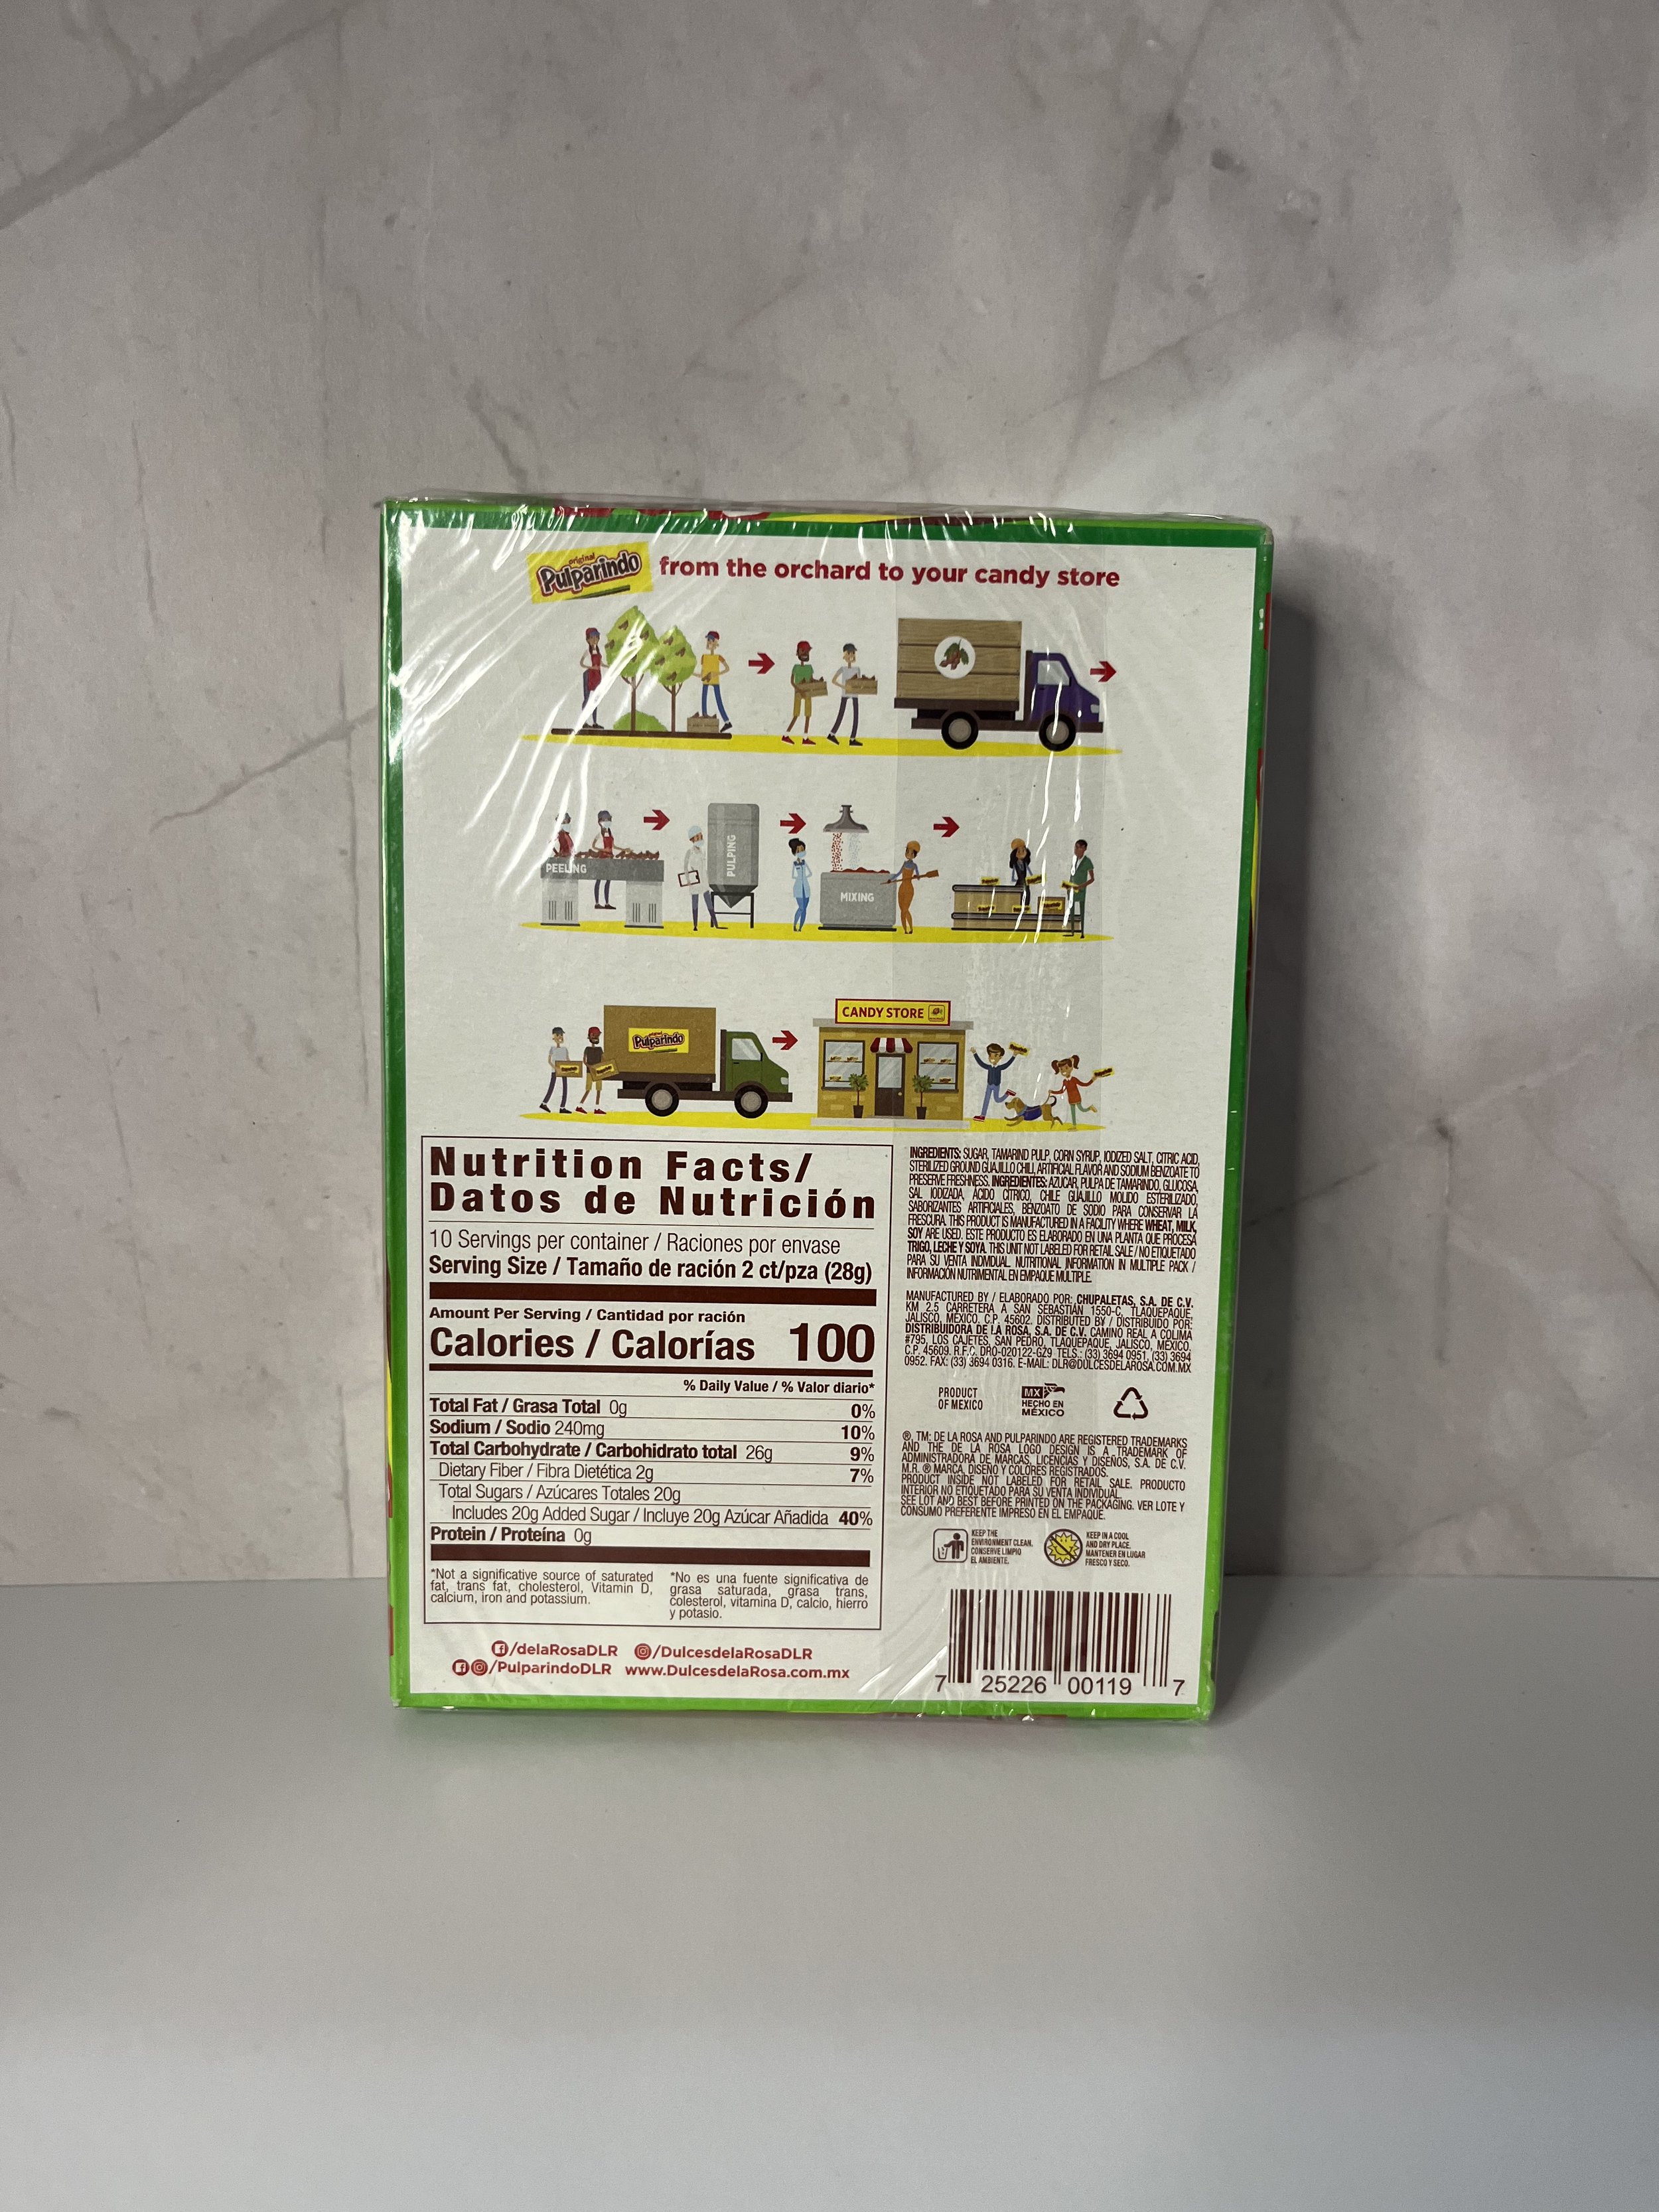 original
Pulparindo
from the orchard to your candy store
PEELING
PULPING
MIXING
original
Pulparindo
CANDY STORE
Nutrition Facts/
Datos de Nutrición
10 Servings per container / Raciones por envase
Serving Size / Tamaño de ración 2 ct/pza (28g)
Amount Per Serving / Cantidad por ración
Calories / Calorías 100
% Daily Value / % Valor diario*
Total Fat / Grasa Total 0g 0%
Sodium / Sodio 240mg 10%
Total Carbohydrate / Carbohidrato total 26g 9%
Dietary Fiber / Fibra Dietética 2g 7%
Total Sugars / Azúcares Totales 20g
Includes 20g Added Sugar / Incluye 20g Azúcar Añadida 40%
Protein / Proteína 0g
*Not a significant source of saturated
fat, trans fat, cholesterol, Vitamin D,
calcium, iron and potassium.
*No es una fuente significativa de
grasa saturada, grasa trans,
colesterol, vitamina D, calcio, hierro
y potasio.
/delaRosaDLR /DulcesdelaRosaDLR
/PulparindoDLR www.DulcesdelaRosa.com.mx
INGREDIENTS: SUGAR, TAMARIND PULP, CORN SYRUP, IODIZED SALT, CITRIC ACID,
STERILIZED GROUND GUAJILLO CHILI, ARTIFICIAL FLAVOR AND SODIUM BENZOATE TO
PRESERVE FRESHNESS. INGREDIENTES: AZUCAR, PULPA DE TAMARINDO, GLUCOSA,
SAL IODIZADA, ÁCIDO CÍTRICO, CHILE GUAJILLO MOLIDO ESTERILIZADO,
SABORIZANTES ARTIFICIALES, BENZOATO DE SODIO PARA CONSERVAR LA
FRESCURA. THIS PRODUCT IS MANUFACTURED IN A FACILITY WHERE WHEAT, MILK,
SOY ARE USED. ESTE PRODUCTO ES ELABORADO EN UNA PLANTA QUE PROCESA
TRIGO, LECHE Y SOYA. THIS UNIT NOT LABELED FOR RETAIL SALE / NO ETIQUETADO
PARA SU VENTA INDIVIDUAL. NUTRITIONAL INFORMATION IN MULTIPLE PACK /
INFORMACIÓN NUTRIMENTAL EN EMPAQUE MÚLTIPLE.
MANUFACTURED BY / ELABORADO POR: CHUPALETAS, S.A. DE C.V.
KM 2.5 CARRETERA A SAN SEBASTIÁN 1550-C, TLAQUEPAQUE
JALISCO, MÉXICO, C.P. 45602. DISTRIBUTED BY / DISTRIBUIDO POR:
DISTRIBUIDORA DE LA ROSA, S.A. DE C.V. CAMINO REAL A COLIMA
#795, LOS CAJETES, SAN PEDRO, TLAQUEPAQUE, JALISCO, MÉXICO.
C.P. 45609. R.F.C. DRO-020122-GZ9 TELS.: (33) 3694 0951, (33) 3694
0952. FAX: (33) 3694 0316. E-MAIL: DLR@DULCESDELAROSA.COM.MX
PRODUCT
OF MEXICO
MX
HECHO EN
MÉXICO
®, TM: DE LA ROSA AND PULPARINDO ARE REGISTERED TRADEMARKS
AND THE DE LA ROSA LOGO DESIGN IS A TRADEMARK OF
ADMINISTRADORA DE MARCAS, LICENCIAS Y DISEÑOS, S.A. DE C.V.
M.R. ® MARCA, DISEÑO Y COLORES REGISTRADOS.
PRODUCT INSIDE NOT LABELED FOR RETAIL SALE. PRODUCTO
INTERIOR NO ETIQUETADO PARA SU VENTA INDIVIDUAL.
SEE LOT AND BEST BEFORE PRINTED ON THE PACKAGING. VER LOTE Y
CONSUMO PREFERENTE IMPRESO EN EL EMPAQUE.
KEEP THE
ENVIRONMENT CLEAN.
CONSERVE LIMPIO
EL AMBIENTE.
KEEP IN A COOL
AND DRY PLACE.
MANTENER EN LUGAR
FRESCO Y SECO.
7 25226 00119 7